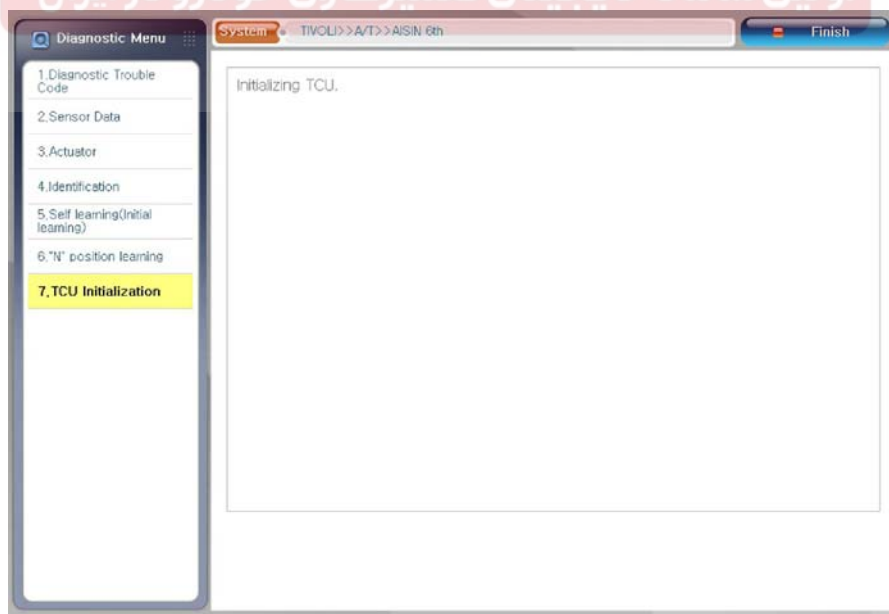 Diagnostic Menu
System
TIVOLI>>A/T>>AISIN 6th
Finish
1.Diagnostic Trouble
Code
2.Sensor Data
3.Actuator
4.Identification
5.Self learning(Initial
learning)
6."N" position learning
7.TCU Initialization
Initializing TCU.